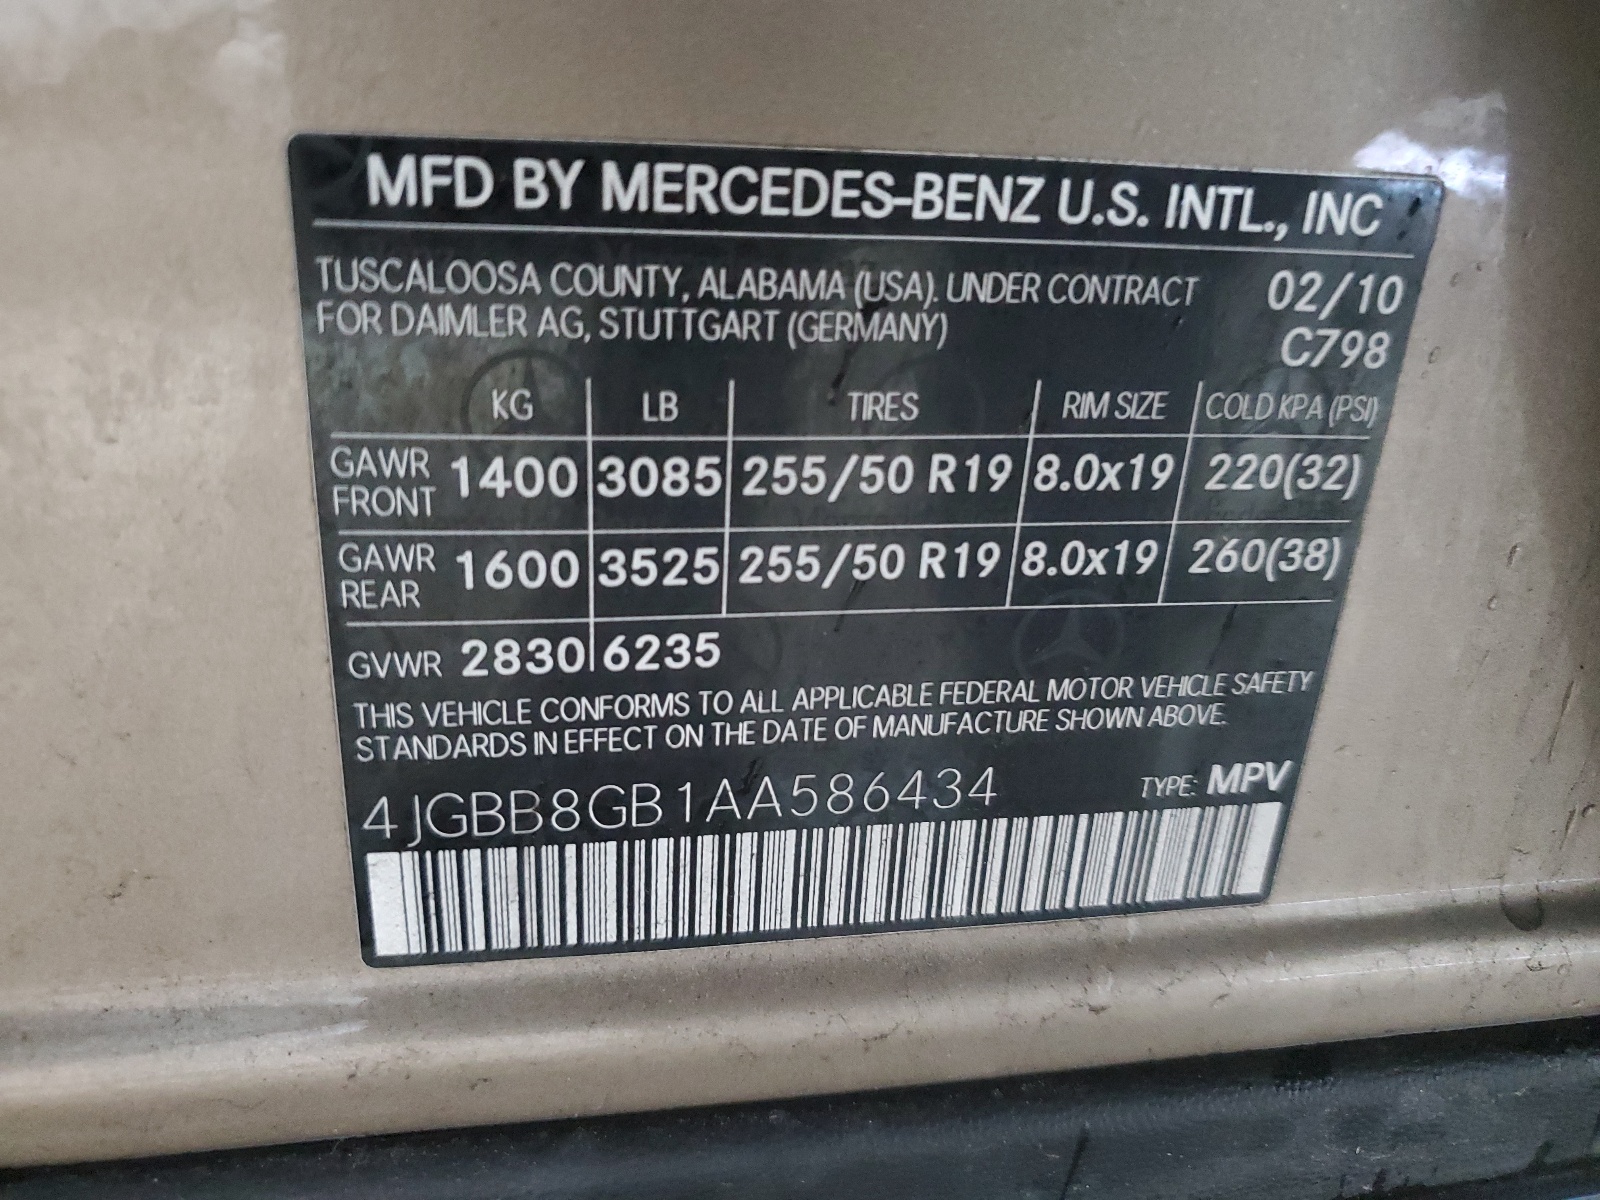 MFD BY MERCEDES-BENZ U.S. INTL., INC
TUSCALOOSA COUNTY, ALABAMA (USA). UNDER CONTRACT 02/10
FOR DAIMLER AG, STUTTGART (GERMANY) C798
KG LB TIRES RIM SIZE COLD KPA (PSI)
GAWR FRONT 1400 3085 255/50 R19 8.0x19 220(32)
GAWR REAR 1600 3525 255/50 R19 8.0x19 260(38)
GVWR 2830 6235
THIS VEHICLE CONFORMS TO ALL APPLICABLE FEDERAL MOTOR VEHICLE SAFETY
STANDARDS IN EFFECT ON THE DATE OF MANUFACTURE SHOWN ABOVE.
4JGBB8GB1AA586434 TYPE: MPV